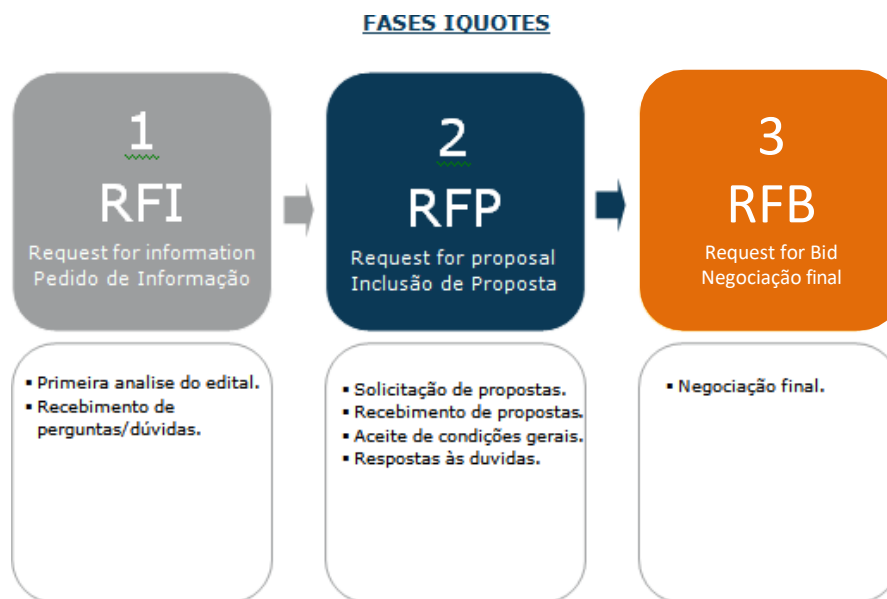 FASES IQUOTES
1
RFI
Request for information
Pedido de Informação
2
RFP
Request for proposal
Inclusão de Proposta
3
RFB
Request for Bid
Negociação final
▪ Primeira analise do edital.
▪ Recebimento de
perguntas/dúvidas.
▪ Solicitação de propostas.
▪ Recebimento de propostas.
▪ Aceite de condições gerais.
▪ Respostas às duvidas.
▪ Negociação final.